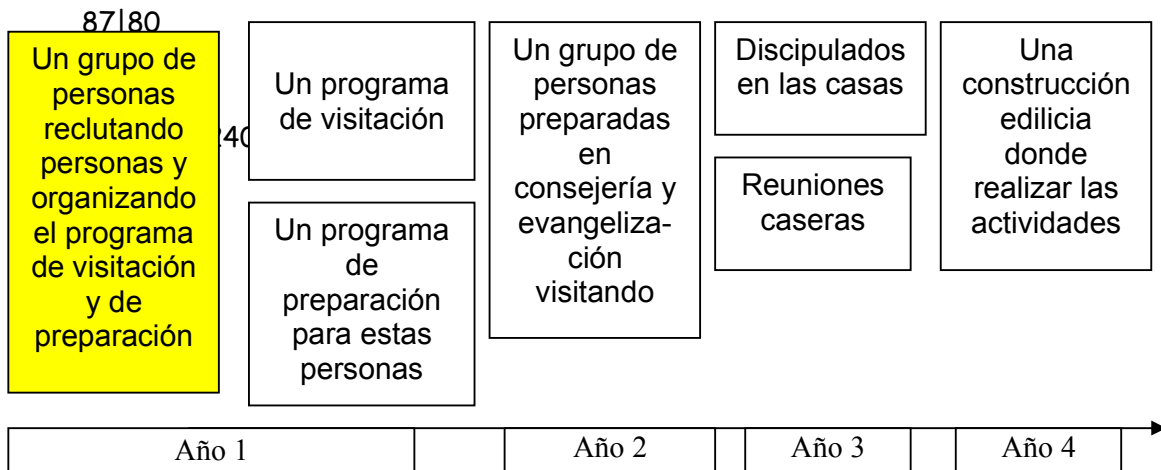 87|80
Un grupo de
personas
reclutando
personas y
organizando
el programa
de visitación
y de
preparación
240
Un programa
de visitación
Un programa
de
preparación
para estas
personas
Un grupo de
personas
preparadas
en
consejería y
evangeliza-
ción
visitando
Discipulados
en las casas
Reuniones
caseras
Una
construcción
edilicia
donde
realizar las
actividades
Año 1
Año 2
Año 3
Año 4